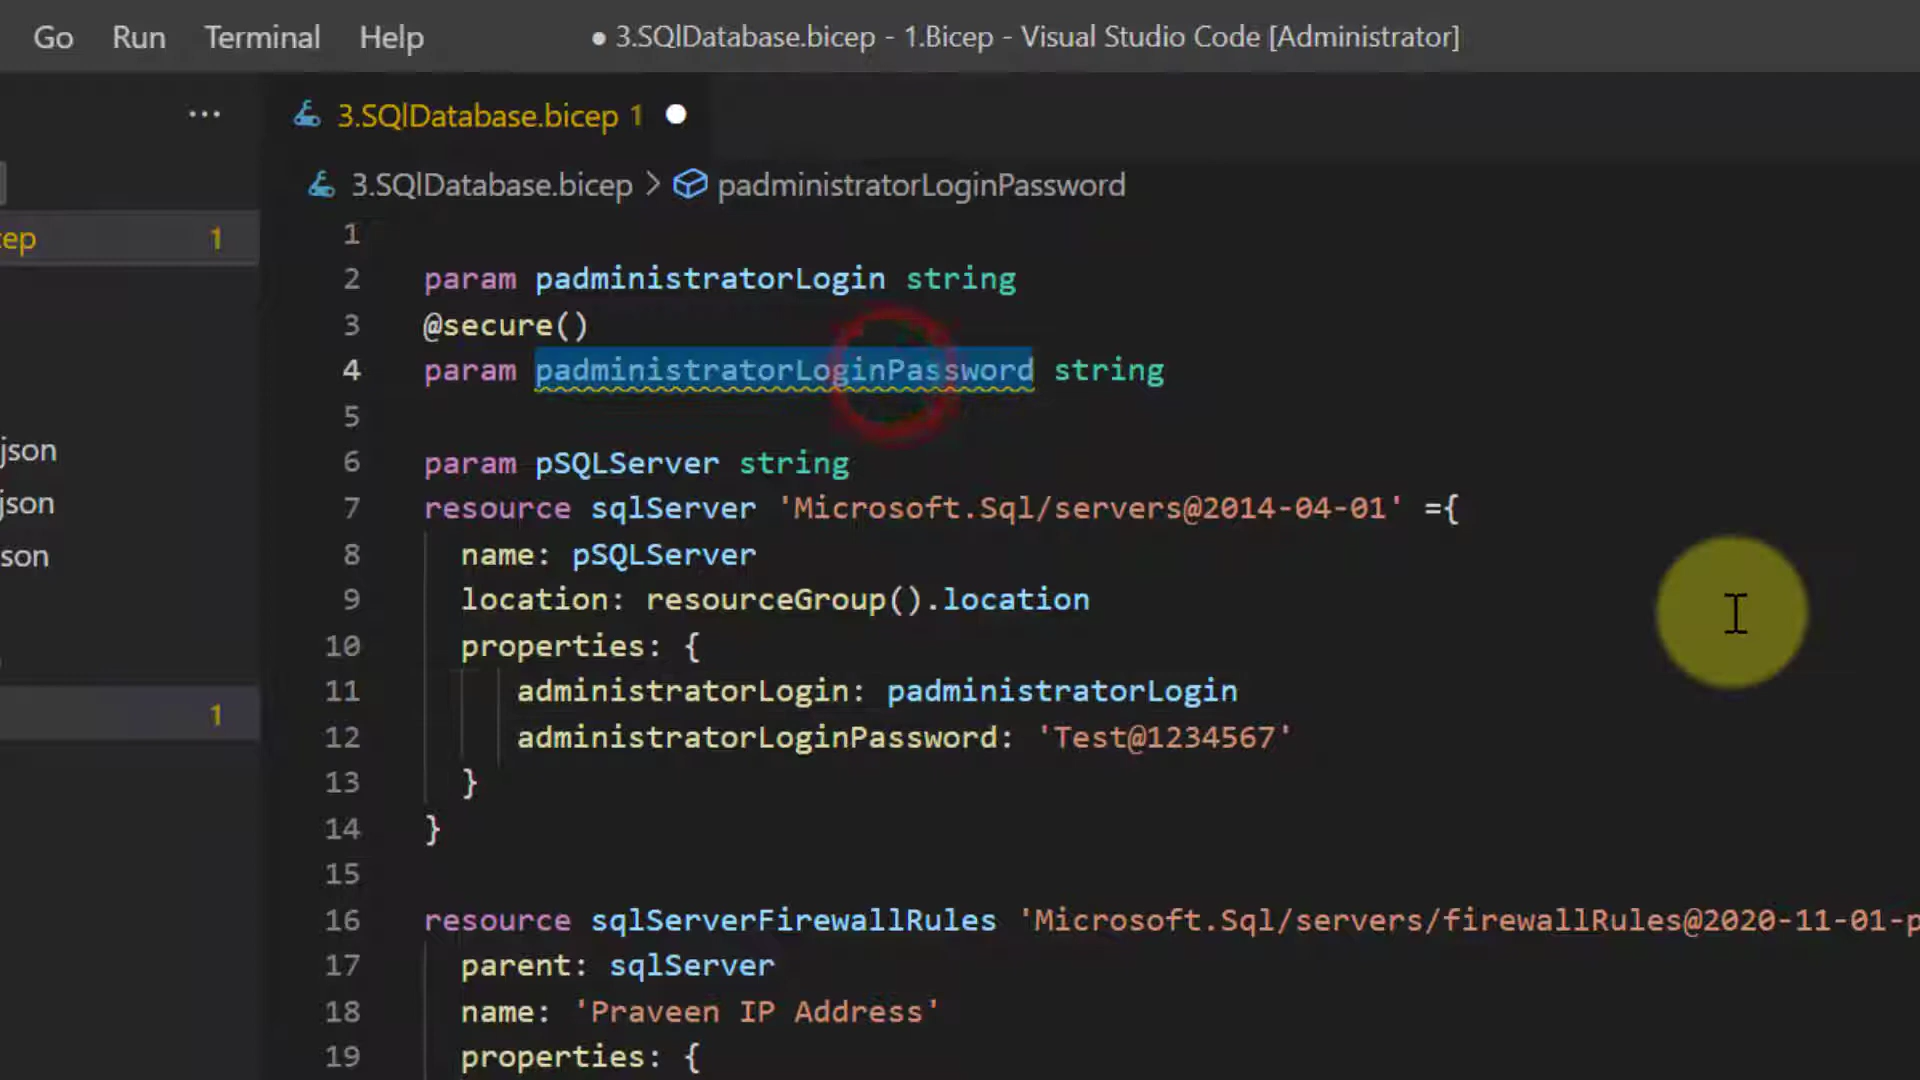 Go Run Terminal Help ● 3.SQlDatabase.bicep - 1.Bicep - Visual Studio Code [Administrator]
... 3.SQlDatabase.bicep 1
3.SQlDatabase.bicep > padministratorLoginPassword
1
cep 1
2 param padministratorLogin string
3 @secure()
4 param padministratorLoginPassword string
5
json
6 param pSQLServer string
json
7 resource sqlServer 'Microsoft.Sql/servers@2014-04-01' ={
son
8 name: pSQLServer
9 location: resourceGroup().location
10 properties: {
11 administratorLogin: padministratorLogin
1
12 administratorLoginPassword: 'Test@1234567'
13 }
14 }
15
16 resource sqlServerFirewallRules 'Microsoft.Sql/servers/firewallRules@2020-11-01-p
17 parent: sqlServer
18 name: 'Praveen IP Address'
19 properties: {